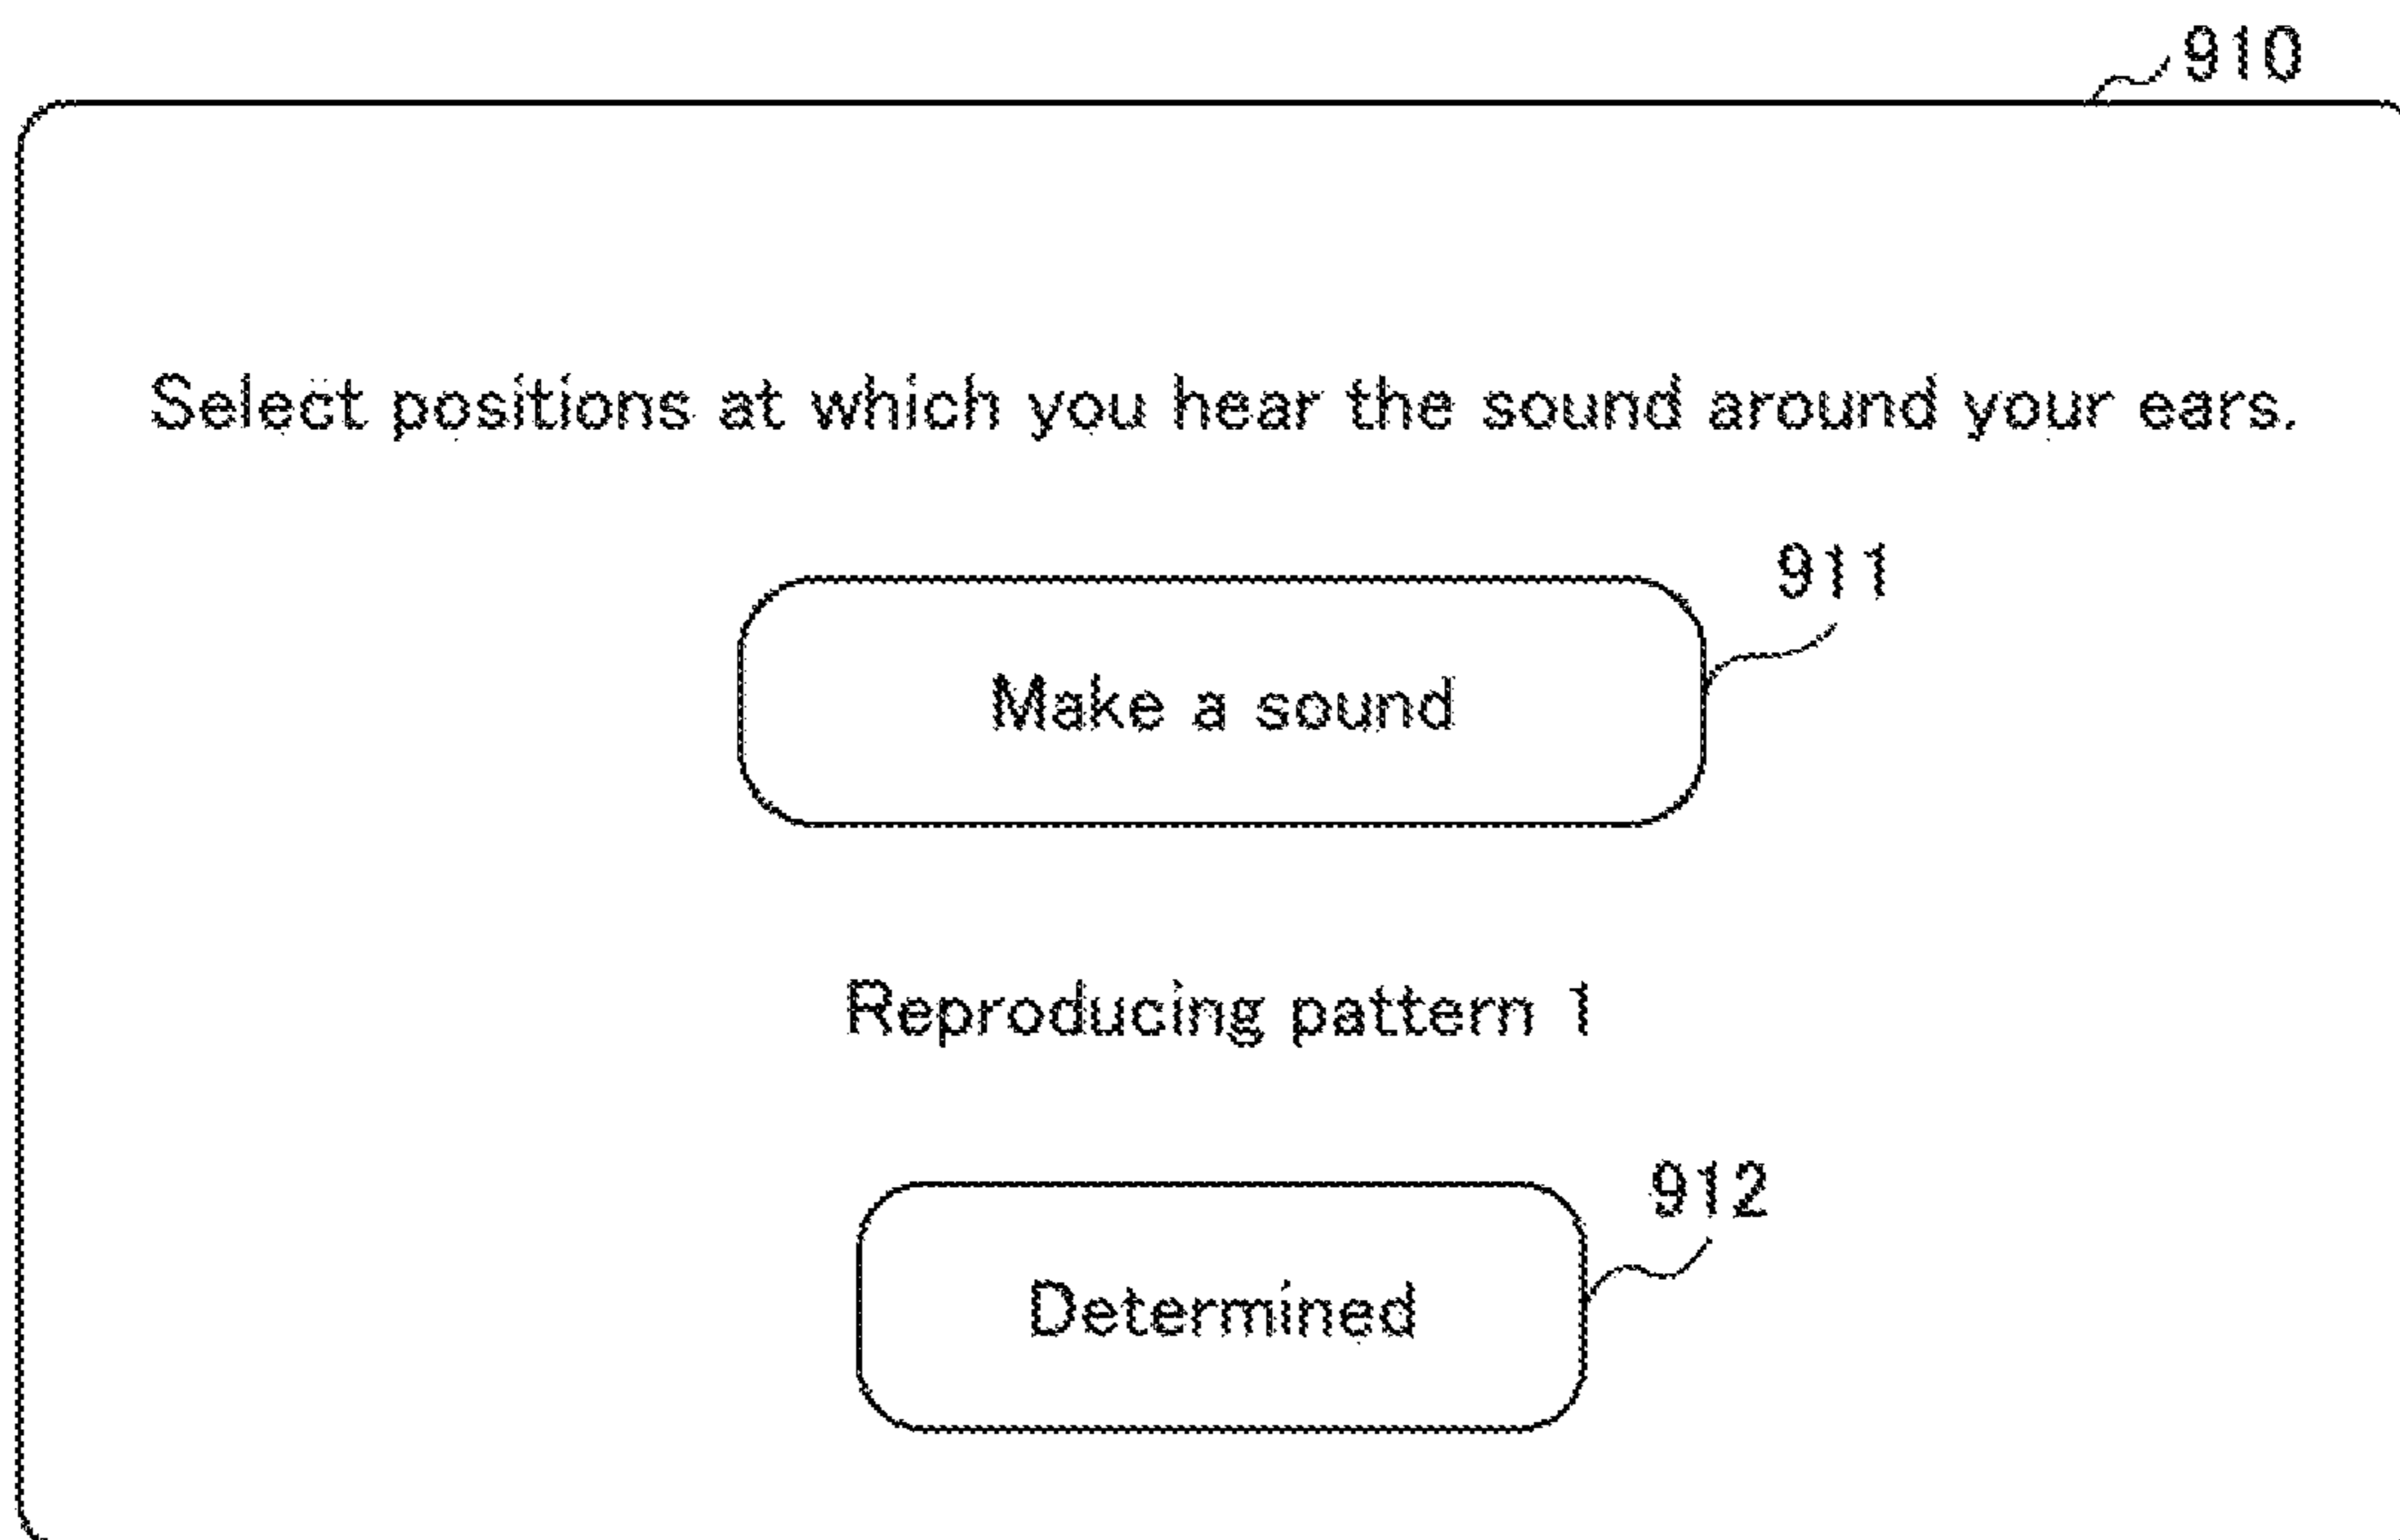 910
Select positions at which you hear the sound around your ears.
911
Make a sound
Reproducing pattern 1
912
Determined